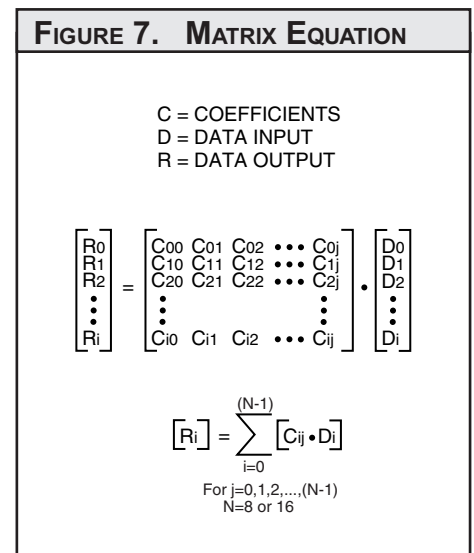 FIGURE 7. MATRIX EQUATION
C = COEFFICIENTS
D = DATA INPUT
R = DATA OUTPUT
R0 C00 C01 C02 ••• C0j D0
R1 C10 C11 C12 ••• C1j D1
R2 = C20 C21 C22 ••• C2j • D2
⋮ ⋮ ⋮ ⋮
Ri Ci0 Ci1 Ci2 ••• Cij Di
(N-1)
[Ri] = ∑ [Cij • Di]
i=0
For j=0,1,2,...,(N-1)
N=8 or 16